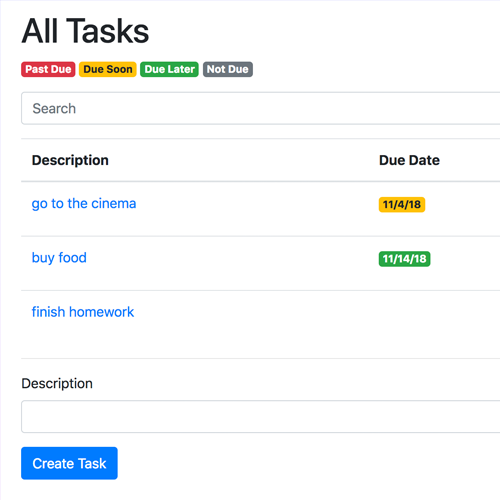 All Tasks
Past Due Due Soon Due Later Not Due
Search
Description Due Date
go to the cinema 11/4/18
buy food 11/14/18
finish homework
Description
Create Task